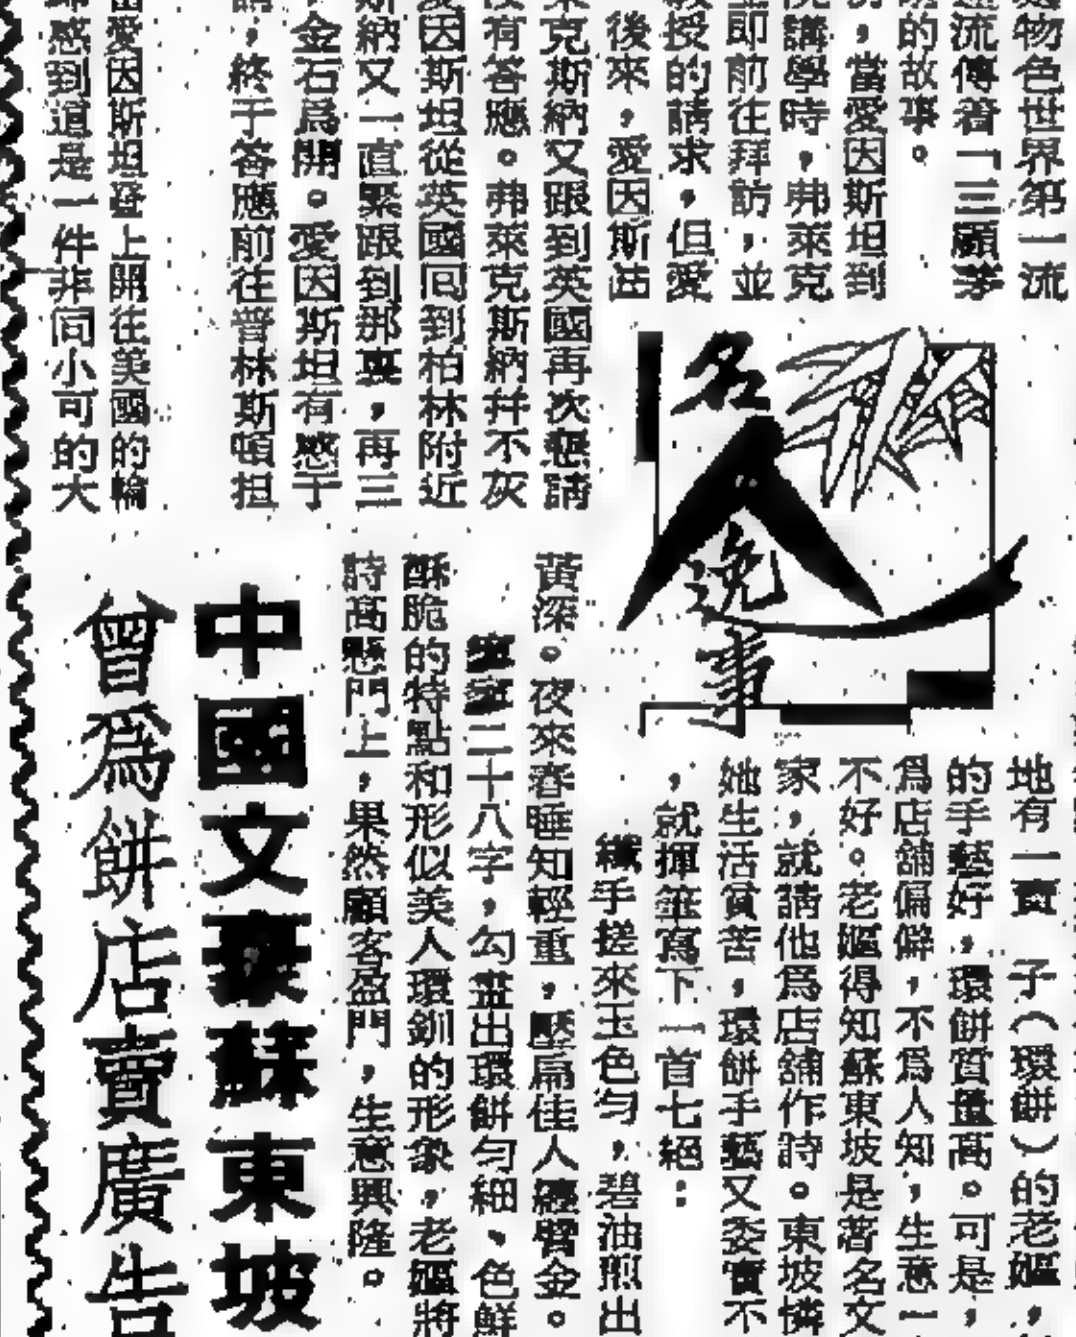 物色世界第一流
流傳着「三顧茅
的故事。
，當愛因斯坦到
講學時，弗萊克
即前往拜訪，並
授的請求，但愛
後來，愛因斯
克斯納又跟到英國再次懇請
有答應。弗萊克斯納并不灰
因斯坦從英國回到柏林附近
納又一直緊跟到那裏，再三
金石爲開。愛因斯坦有感于
，終于答應前往普林斯頓担
愛因斯坦登上開往美國的輪
感到道是一件非同小可的大
名人逸事
地有一賣 子（環餅）的老嫗，
的手藝好，環餅質量高。可是，
爲店舖偏僻，不爲人知，生意一
不好。老嫗得知蘇東坡是著名文
家，就請他爲店舖作詩。東坡憐
她生活貧苦，環餅手藝又委實不
，就揮筆寫下一首七絕：
纖手搓來玉色勻，碧油煎出
黃深。夜來春睡知輕重，壓扁佳人纏臂金。
寥寥二十八字，勾畫出環餅勻細、色鮮
酥脆的特點和形似美人環釧的形象，老嫗將
詩高懸門上，果然顧客盈門，生意興隆。
中國文豪蘇東坡
曾爲餅店賣廣告